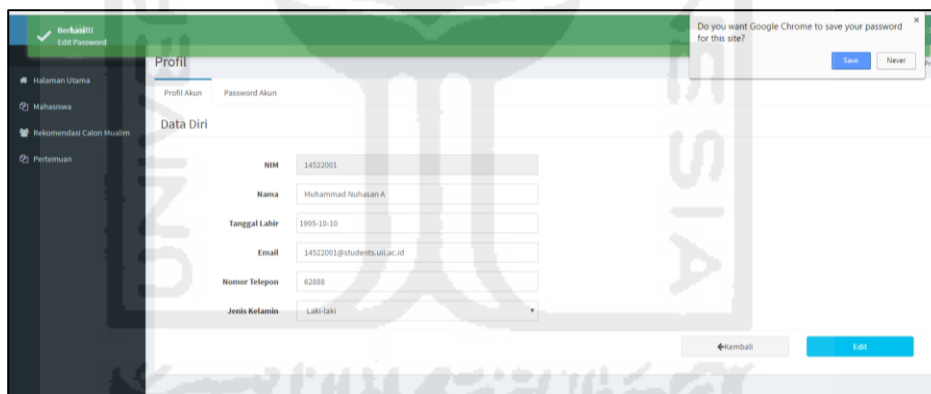 Berhasil!!!
Edit Password
Do you want Google Chrome to save your password
for this site?
Save
Never
Profil
Halaman Utama
Mahasiswa
Rekomendasi Calon Mualim
Pertemuan
Profil Akun
Password Akun
Data Diri
NIM
14522001
Nama
Muhammad Nuhasan A
Tanggal Lahir
1995-10-10
Email
14522001@students.uii.ac.id
Nomor Telepon
62888
Jenis Kelamin
Laki-laki
Kembali
Edit